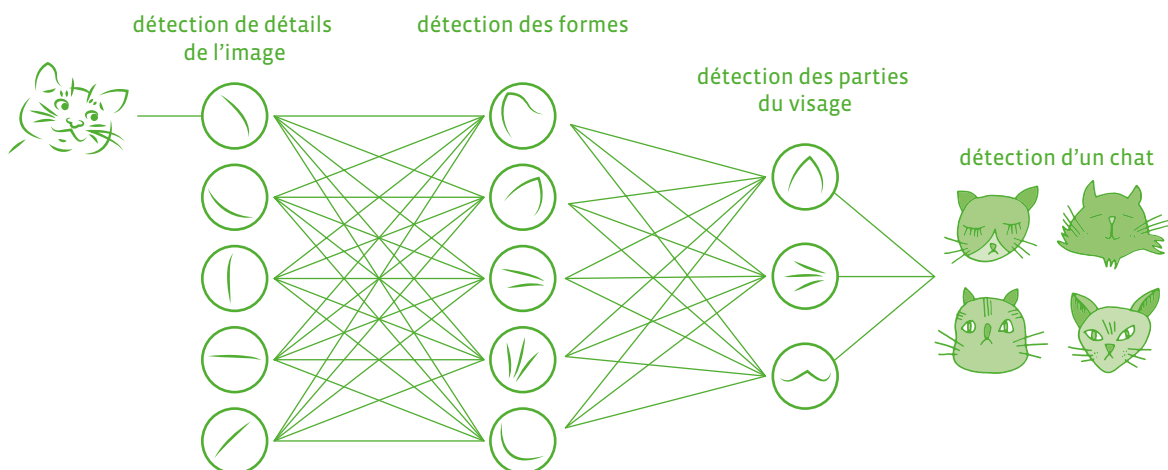 détection de détails
de l’image
détection des formes
détection des parties
du visage
détection d’un chat